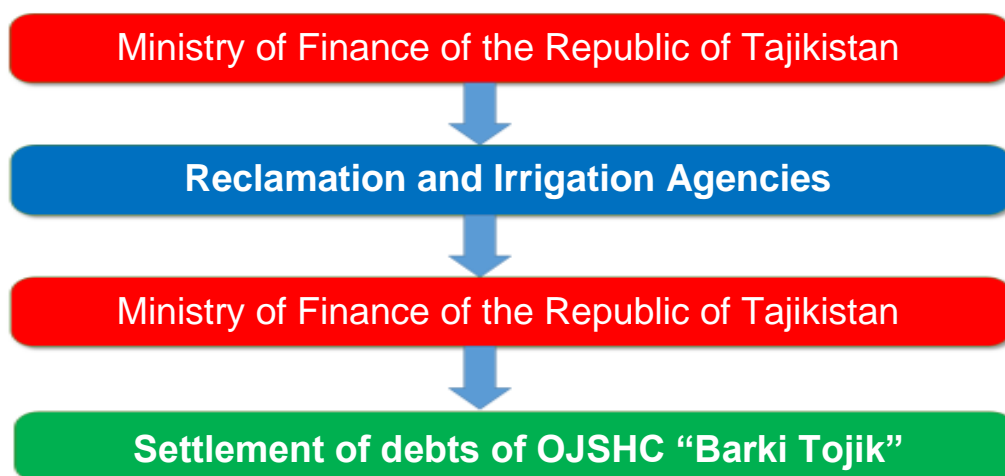 Ministry of Finance of the Republic of Tajikistan
Reclamation and Irrigation Agencies
Ministry of Finance of the Republic of Tajikistan
Settlement of debts of OJSHC “Barki Tojik”